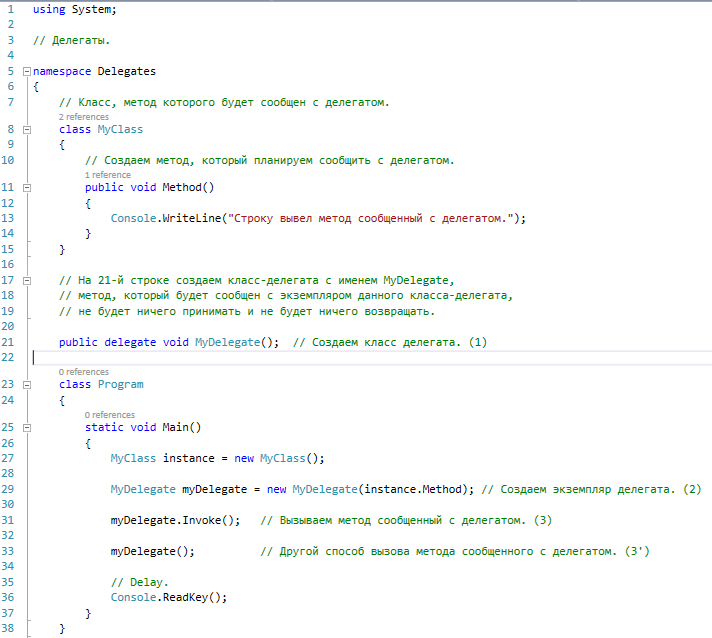 1 using System;
2
3 // Делегаты.
4
5 namespace Delegates
6 {
7 // Класс, метод которого будет сообщен с делегатом.
2 references
8 class MyClass
9 {
10 // Создаем метод, который планируем сообщить с делегатом.
1 reference
11 public void Method()
12 {
13 Console.WriteLine("Строку вывел метод сообщенный с делегатом.");
14 }
15 }
16
17 // На 21-й строке создаем класс-делегата с именем MyDelegate,
18 // метод, который будет сообщен с экземпляром данного класса-делегата,
19 // не будет ничего принимать и не будет ничего возвращать.
20
21 public delegate void MyDelegate(); // Создаем класс делегата. (1)
22
0 references
23 class Program
24 {
0 references
25 static void Main()
26 {
27 MyClass instance = new MyClass();
28
29 MyDelegate myDelegate = new MyDelegate(instance.Method); // Создаем экземпляр делегата. (2)
30
31 myDelegate.Invoke(); // Вызываем метод сообщенный с делегатом. (3)
32
33 myDelegate(); // Другой способ вызова метода сообщенного с делегатом. (3')
34
35 // Delay.
36 Console.ReadKey();
37 }
38 }